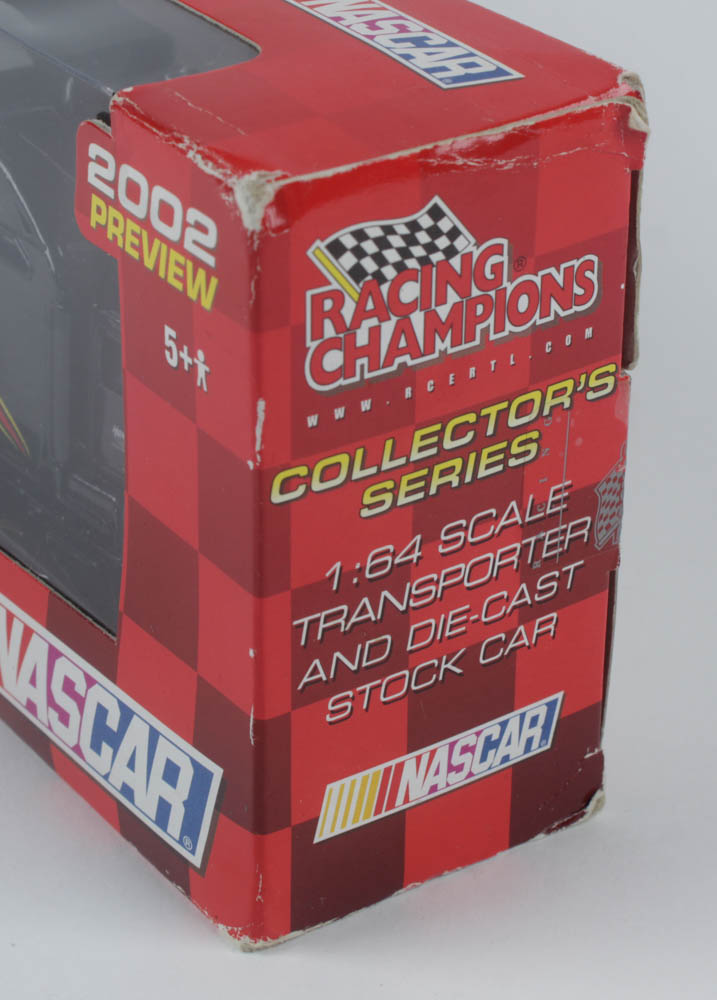 NASCAR
2002
PREVIEW
5+
RACING
CHAMPIONS®
WWW.RCERTL.COM
COLLECTOR'S
SERIES
1:64 SCALE
TRANSPORTER
AND DIE-CAST
STOCK CAR
NASCAR
NASCAR®
RACING